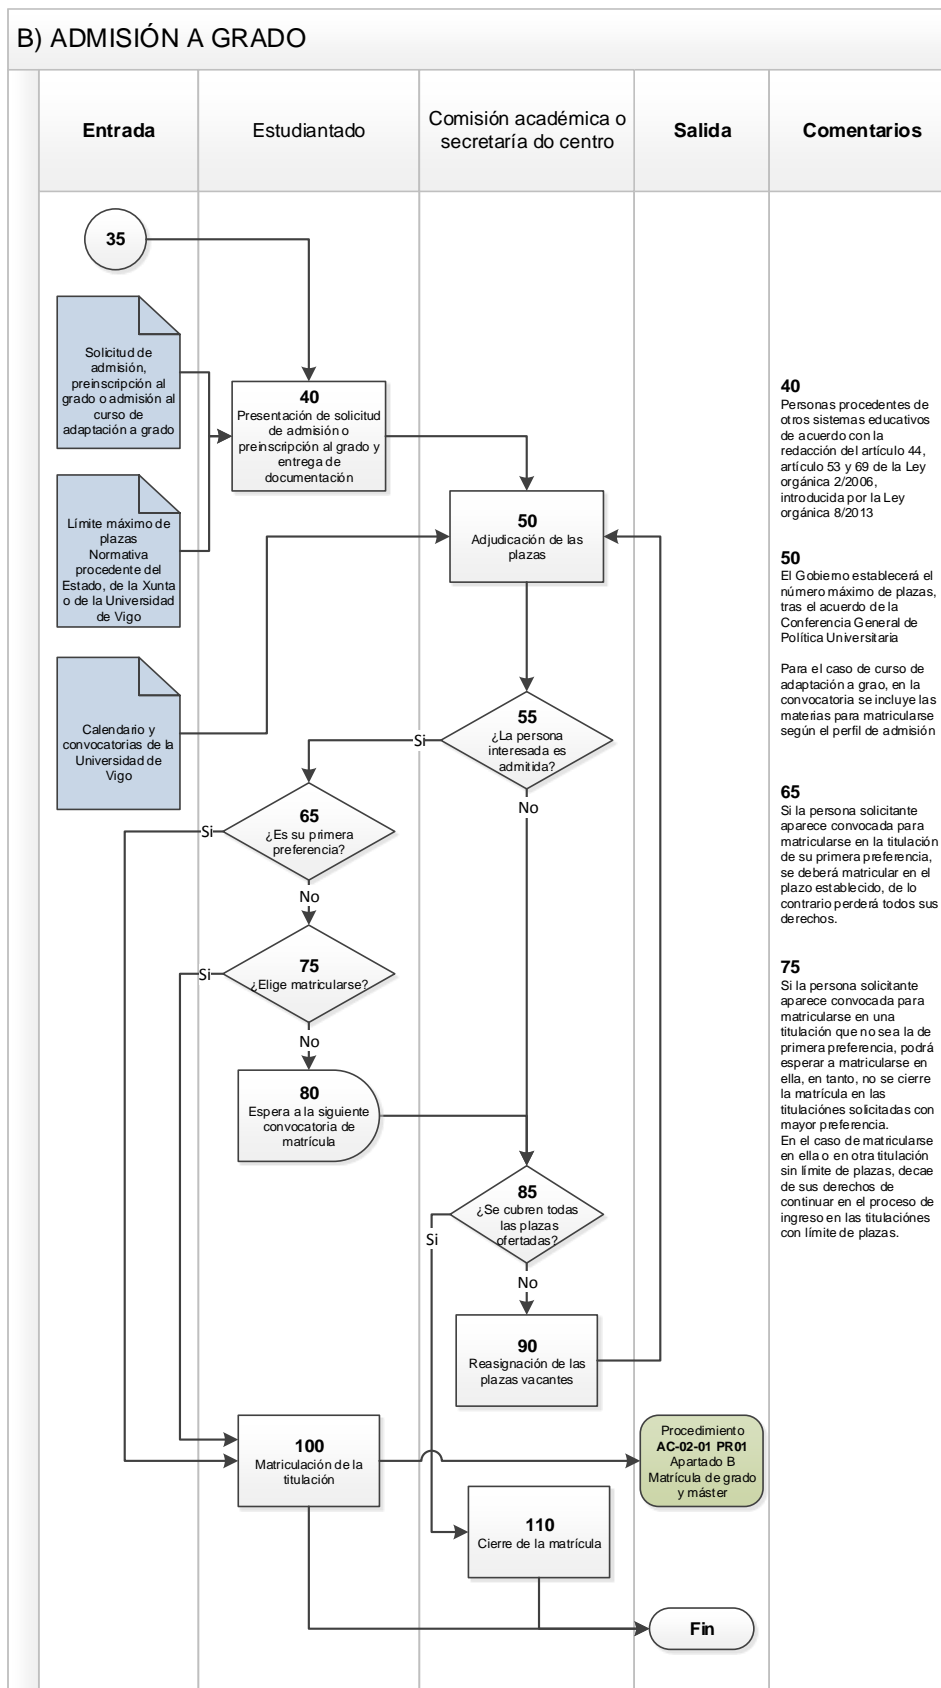 B) ADMISIÓN A GRADO
Entrada
Estudiantado
Comisión académica o
secretaría do centro
Salida
Comentarios
35
Solicitud de
admisión,
preinscripción al
grado o admisión al
curso de
adaptación a grado
40
Presentación de solicitud
de admisión o
preinscripción al grado y
entrega de
documentación
Límite máximo de
plazas
Normativa
procedente del
Estado, de la Xunta
o de la Universidad
de Vigo
50
Adjudicación de las
plazas
Calendario y
convocatorias de la
Universidad de
Vigo
55
¿La persona
interesada es
admitida?
Si
No
65
¿Es su primera
preferencia?
Si
No
75
¿Elige matricularse?
Si
No
80
Espera a la siguiente
convocatoria de
matrícula
85
¿Se cubren todas
las plazas
ofertadas?
Si
No
90
Reasignación de las
plazas vacantes
100
Matriculación de la
titulación
Procedimiento
AC-02-01 PR01
Apartado B
Matrícula de grado
y máster
110
Cierre de la matrícula
Fin
40
Personas procedentes de
otros sistemas educativos
de acuerdo con la
redacción del artículo 44,
artículo 53 y 69 de la Ley
orgánica 2/2006,
introducida por la Ley
orgánica 8/2013
50
El Gobierno establecerá el
número máximo de plazas,
tras el acuerdo de la
Conferencia General de
Política Universitaria
Para el caso de curso de
adaptación a grao, en la
convocatoria se incluye las
materias para matricularse
según el perfil de admisión
65
Si la persona solicitante
aparece convocada para
matricularse en la titulación
de su primera preferencia,
se deberá matricular en el
plazo establecido, de lo
contrario perderá todos sus
derechos.
75
Si la persona solicitante
aparece convocada para
matricularse en una
titulación que no sea la de
primera preferencia, podrá
esperar a matricularse en
ella, en tanto, no se cierre
la matrícula en las
titulaciónes solicitadas con
mayor preferencia.
En el caso de matricularse
en ella o en otra titulación
sin límite de plazas, decae
de sus derechos de
continuar en el proceso de
ingreso en las titulaciónes
con límite de plazas.